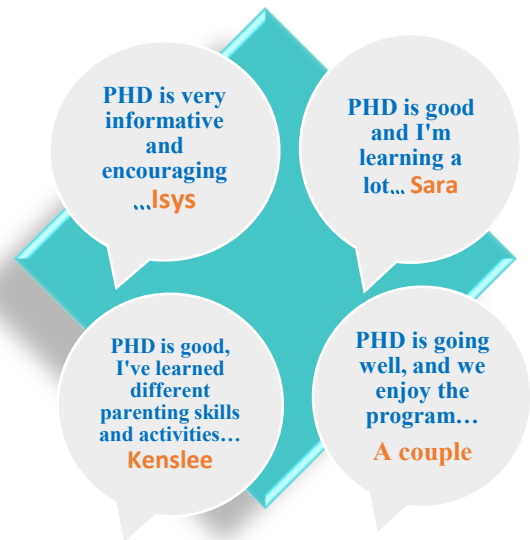 PHD is very
informative
and
encouraging
...Isys
PHD is good
and I'm
learning a
lot... Sara
PHD is good,
I've learned
different
parenting skills
and activities...
Kenslee
PHD is going
well, and we
enjoy the
program...
A couple